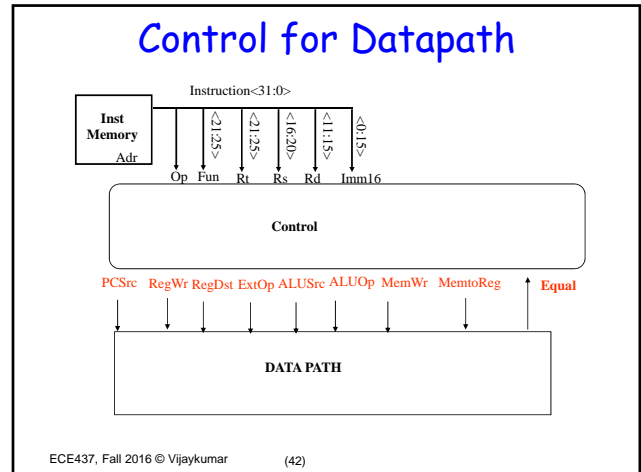 Control for Datapath
Instruction<31:0>
Inst
Memory
Adr
<21:25>
<21:25>
<16:20>
<11:15>
<0:15>
Op Fun Rt Rs Rd Imm16
Control
PCSrc RegWr RegDst ExtOp ALUSrc ALUOp MemWr MemtoReg Equal
DATA PATH
ECE437, Fall 2016 © Vijaykumar (42)